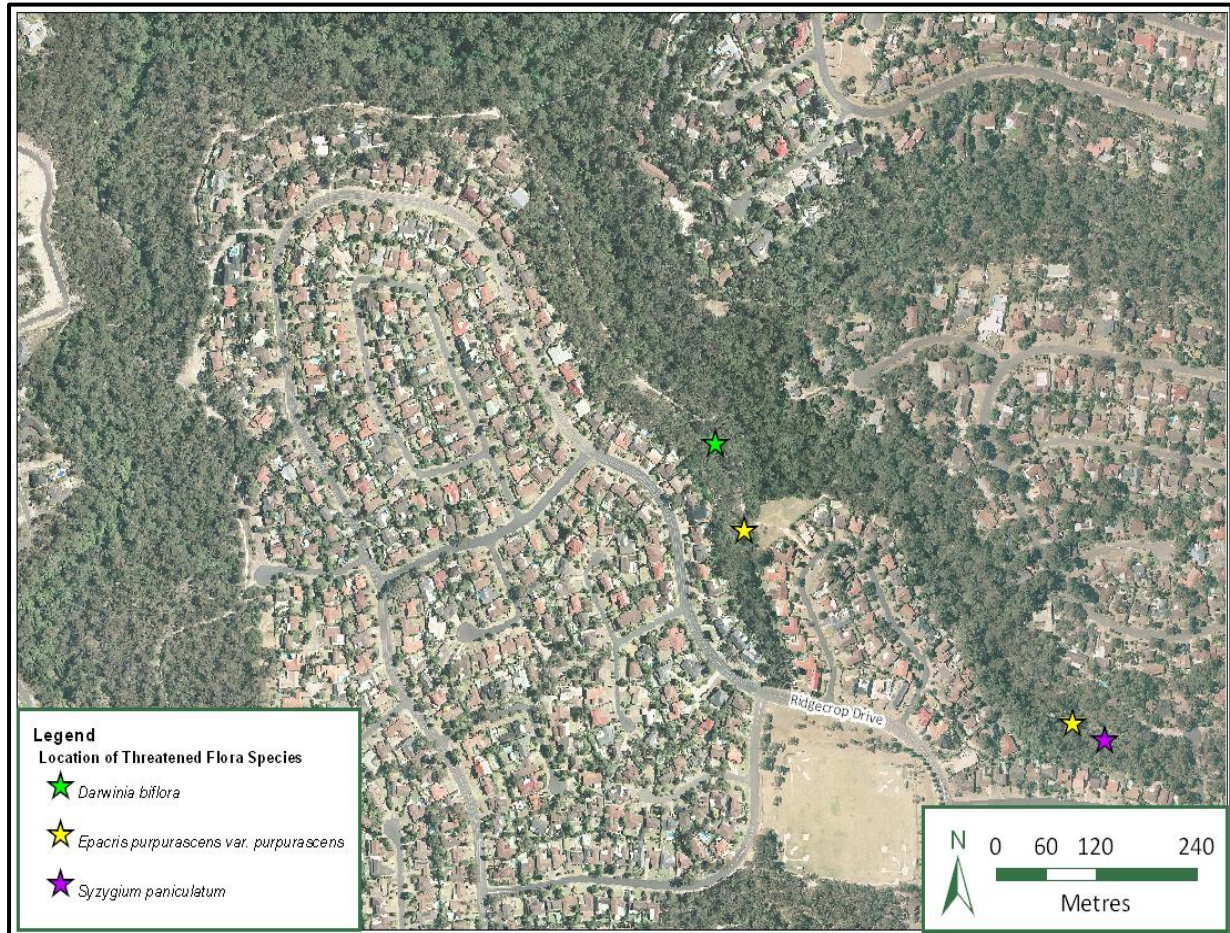 Ridgecrop Drive
Legend
Location of Threatened Flora Species
Darwinia biflora
Epacris purpurascens var. purpurascens
Syzygium paniculatum
N
0 60 120 240
Metres